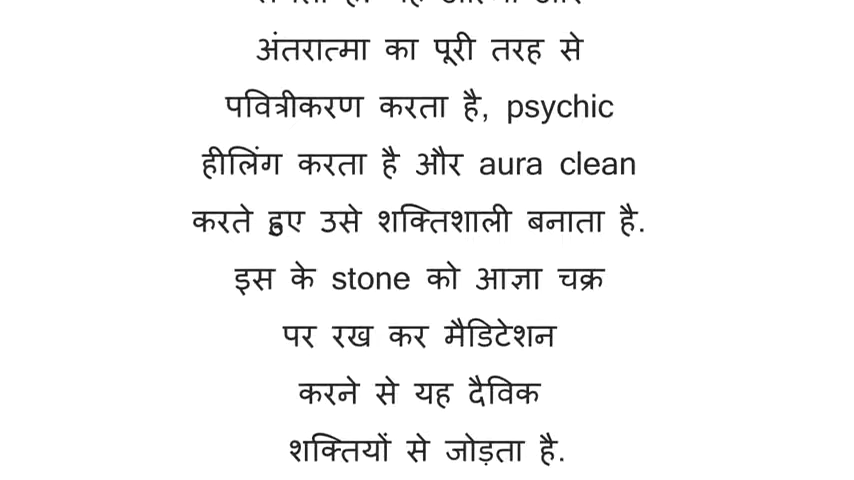 अंतरात्मा का पूरी तरह से
पवित्रीकरण करता है, psychic
हीलिंग करता है और aura clean
करते हुए उसे शक्तिशाली बनाता है.
इस के stone को आज्ञा चक्र
पर रख कर मैडिटेशन
करने से यह दैविक
शक्तियों से जोड़ता है.